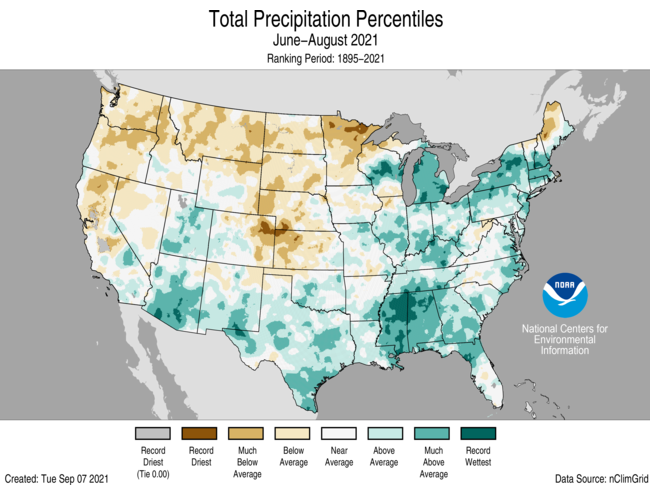 Total Precipitation Percentiles
June–August 2021
Ranking Period: 1895–2021
NOAA
National Centers for
Environmental
Information
Record
Driest
(Tie 0.00)
Record
Driest
Much
Below
Average
Below
Average
Near
Average
Above
Average
Much
Above
Average
Record
Wettest
Created: Tue Sep 07 2021
Data Source: nClimGrid